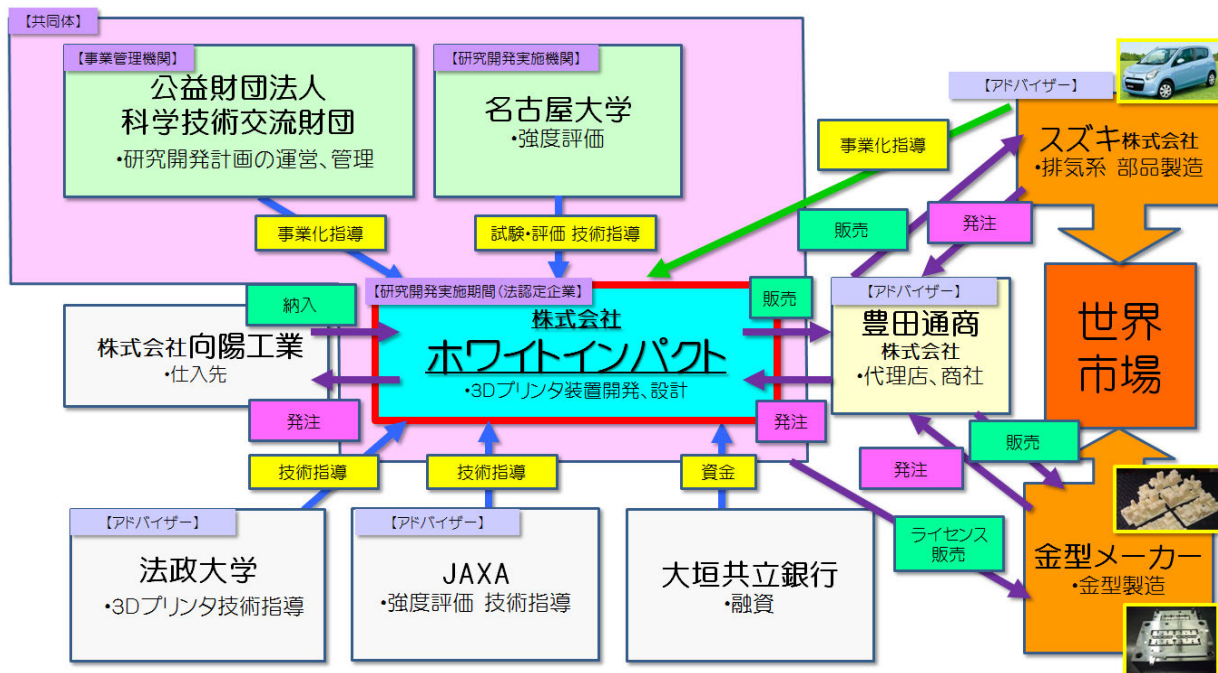 【共同体】
【事業管理機関】
公益財団法人
科学技術交流財団
・研究開発計画の運営、管理
【研究開発実施機関】
名古屋大学
・強度評価
【アドバイザー】
スズキ株式会社
・排気系 部品製造
事業化指導
事業化指導
試験・評価 技術指導
販売
発注
【研究開発実施期間(法認定企業】
株式会社
ホワイトインパクト
・3Dプリンタ装置開発、設計
納入
株式会社向陽工業
・仕入先
発注
販売
【アドバイザー】
豊田通商
株式会社
・代理店、商社
発注
世界
市場
販売
発注
技術指導
技術指導
資金
ライセンス
販売
【アドバイザー】
法政大学
・3Dプリンタ技術指導
【アドバイザー】
JAXA
・強度評価 技術指導
大垣共立銀行
・融資
金型メーカー
・金型製造